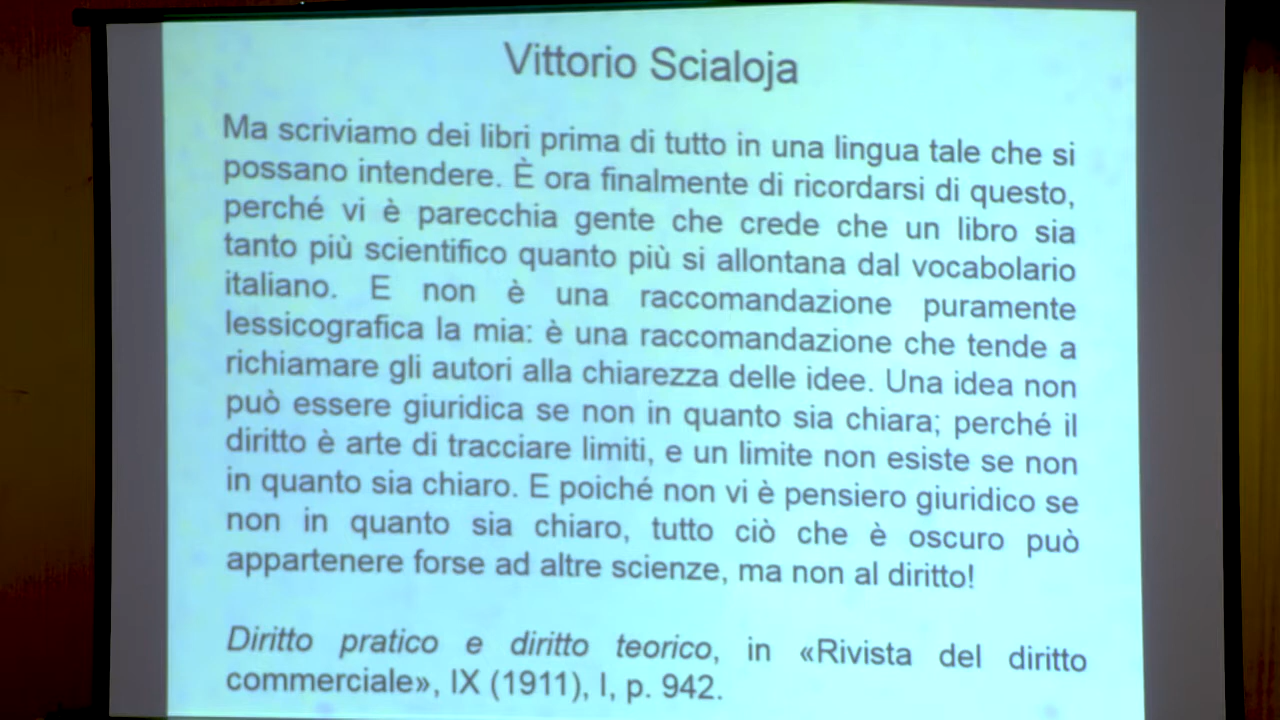 Vittorio Scialoja
Ma scriviamo dei libri prima di tutto in una lingua tale che si
possano intendere. È ora finalmente di ricordarsi di questo,
perché vi è parecchia gente che crede che un libro sia
tanto più scientifico quanto più si allontana dal vocabolario
italiano. E non è una raccomandazione puramente
lessicografica la mia: è una raccomandazione che tende a
richiamare gli autori alla chiarezza delle idee. Una idea non
può essere giuridica se non in quanto sia chiara; perché il
diritto è arte di tracciare limiti, e un limite non esiste se non
in quanto sia chiaro. E poiché non vi è pensiero giuridico se
non in quanto sia chiaro, tutto ciò che è oscuro può
appartenere forse ad altre scienze, ma non al diritto!
Diritto pratico e diritto teorico, in «Rivista del diritto
commerciale», IX (1911), I, p. 942.